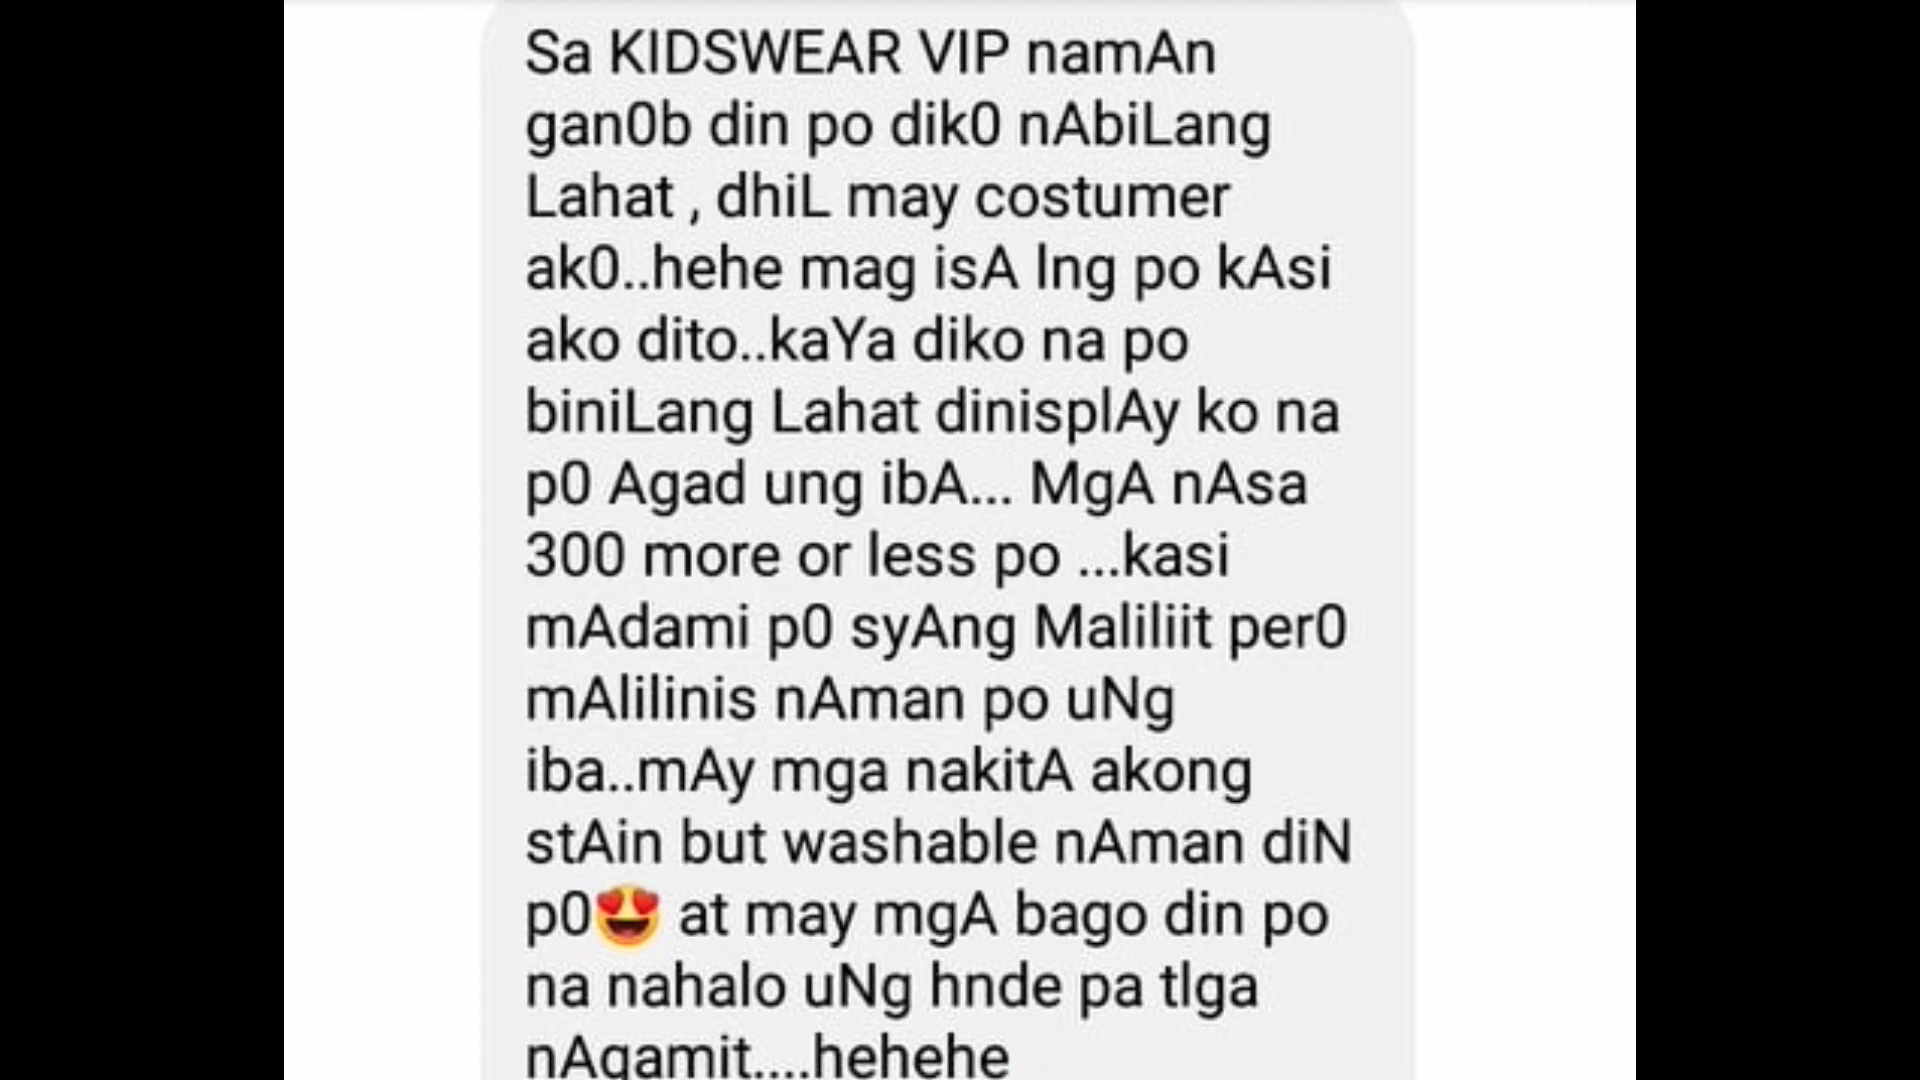 Sa KIDSWEAR VIP namAn
gan0b din po dik0 nAbiLang
Lahat , dhiL may costumer
ak0..hehe mag isA lng po kAsi
ako dito..kaYa diko na po
biniLang Lahat dinisplAy ko na
p0 Agad ung ibA... MgA nAsa
300 more or less po ...kasi
mAdami p0 syAng Maliliit per0
mAlilinis nAman po uNg
iba..mAy mga nakitA akong
stAin but washable nAman diN
p0😍 at may mgA bago din po
na nahalo uNg hnde pa tlga
nAgamit....hehehe